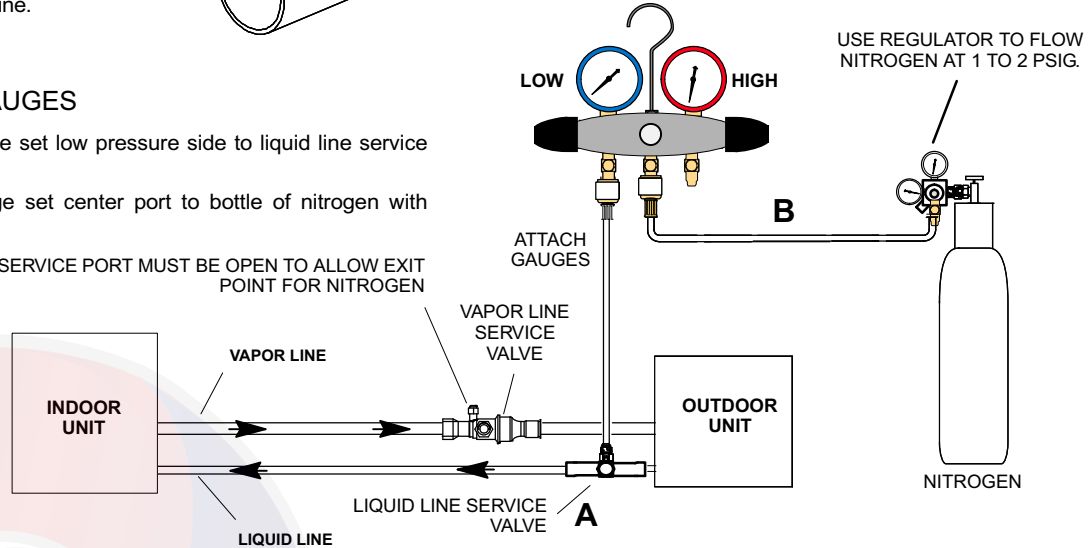 ine.
USE REGULATOR TO FLOW
NITROGEN AT 1 TO 2 PSIG.
LOW
HIGH
AUGES
e set low pressure side to liquid line service
ge set center port to bottle of nitrogen with
B
ATTACH
GAUGES
SERVICE PORT MUST BE OPEN TO ALLOW EXIT
POINT FOR NITROGEN
VAPOR LINE
SERVICE
VALVE
VAPOR LINE
INDOOR
UNIT
OUTDOOR
UNIT
NITROGEN
LIQUID LINE SERVICE
VALVE
A
LIQUID LINE